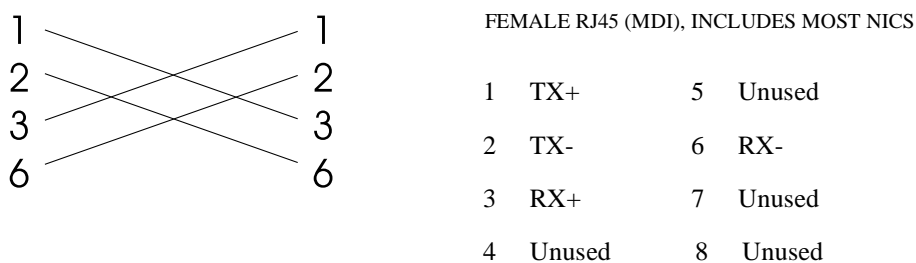 FEMALE RJ45 (MDI), INCLUDES MOST NICS
1 1
2 2
3 3
6 6
1 TX+ 5 Unused
2 TX- 6 RX-
3 RX+ 7 Unused
4 Unused 8 Unused